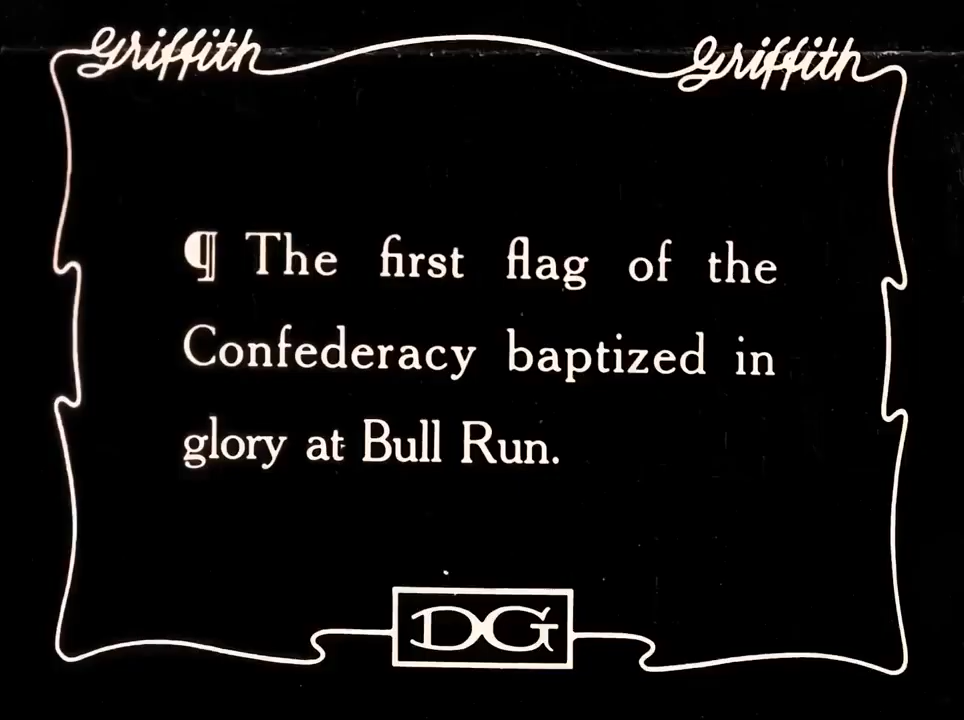 Griffith Griffith
¶ The first flag of the
Confederacy baptized in
glory at Bull Run.
DG